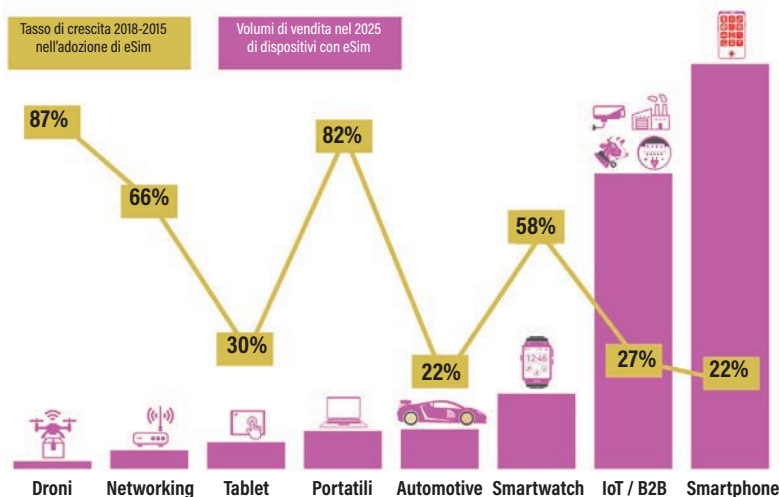 Tasso di crescita 2018-2015
nell'adozione di eSim
Volumi di vendita nel 2025
di dispositivi con eSim
87%
66%
30%
82%
22%
58%
27%
22%
12:46
Droni
Networking
Tablet
Portatili
Automotive
Smartwatch
IoT / B2B
Smartphone